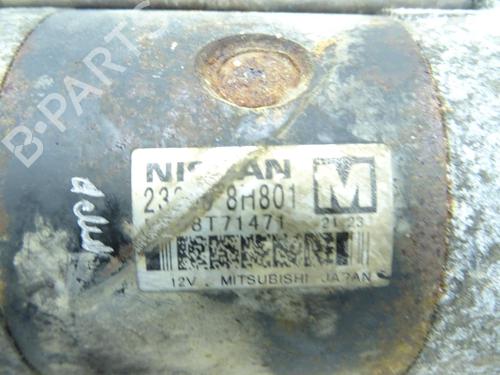 B-PARTS
NISSAN
8H801
M
8T71471
12V. MITSUBISHI JAPAN